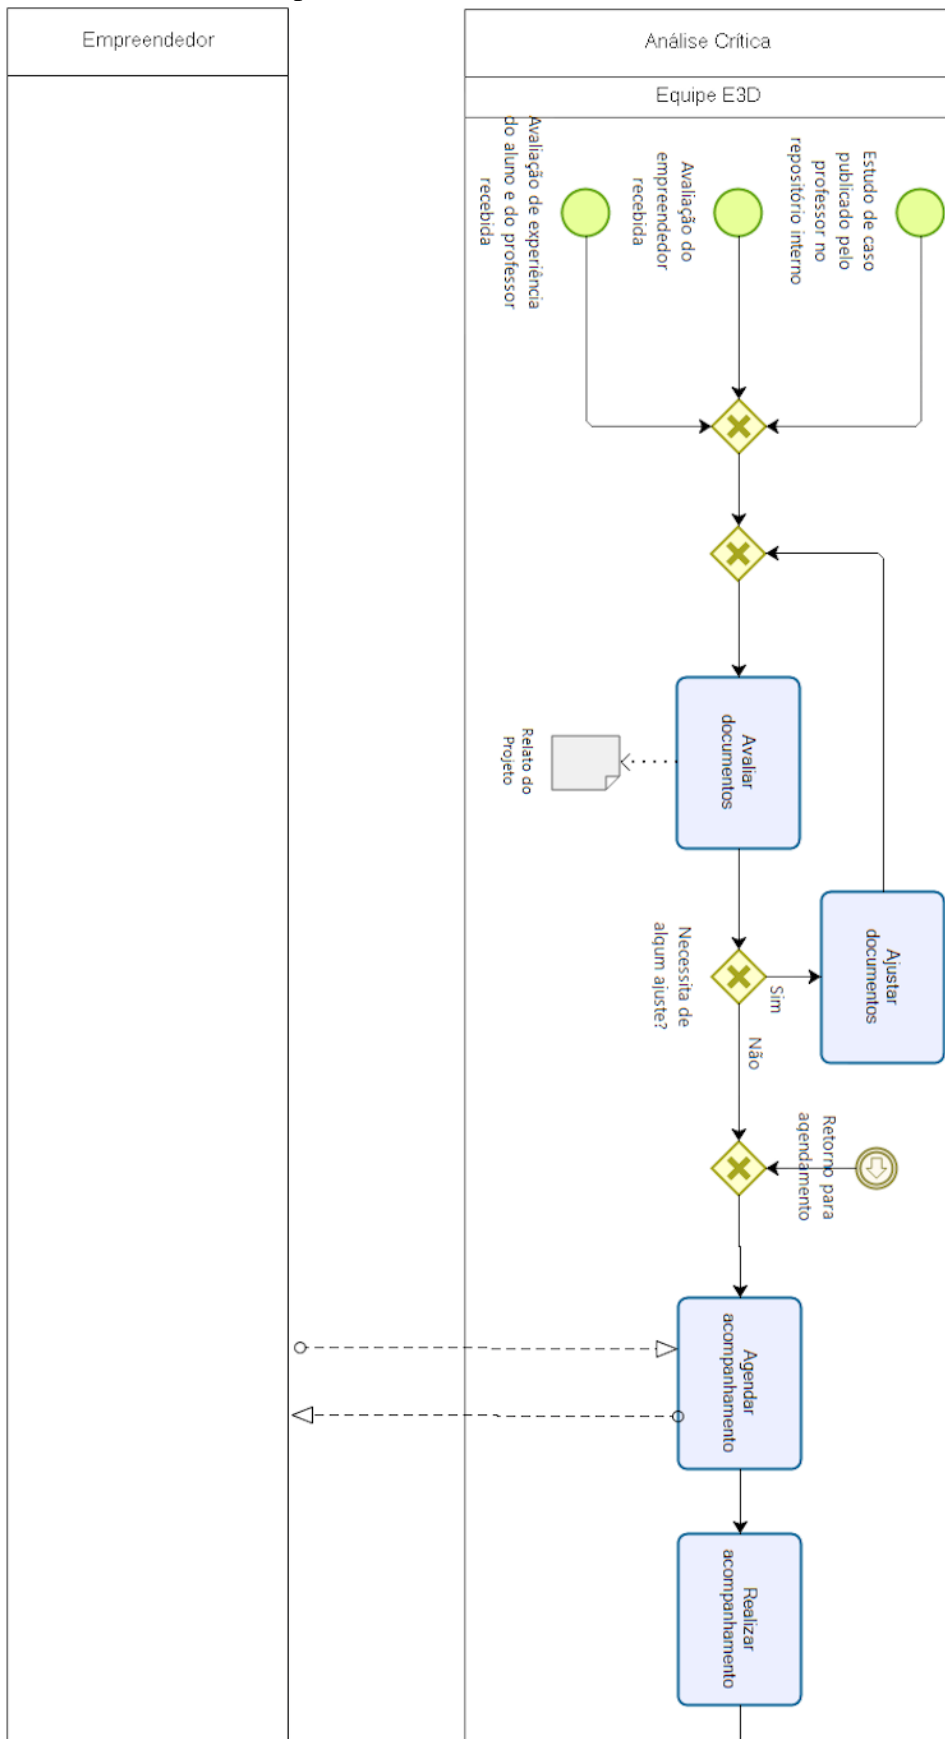 Empreendedor
Análise Crítica
Equipe E3D
Avaliação de experiência
do aluno e do professor
recebida
Avaliação do
empreendedor
recebida
Estudo de caso
publicado pelo
professor no
repositório interno
Avaliar
documentos
Relato do
Projeto
Ajustar
documentos
Necessita de
algum ajuste?
Sim
Não
Retorno para
agendamento
Agendar
acompanhamento
Realizar
acompanhamento